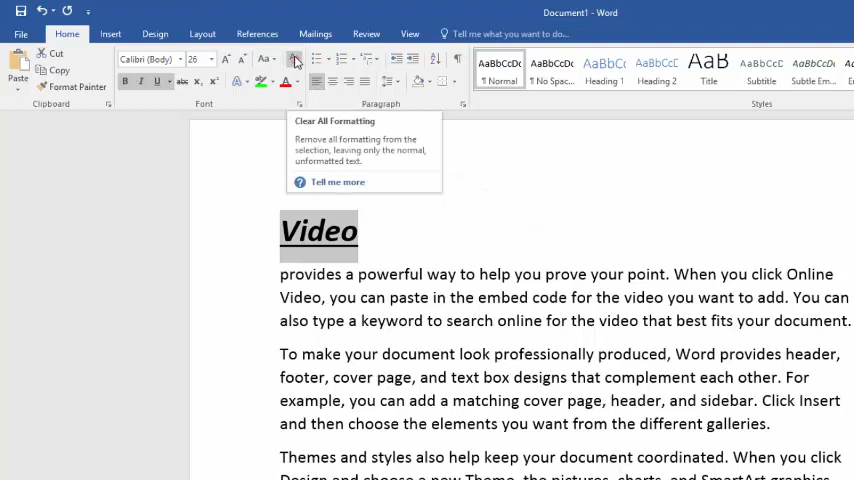 Document1 - Word
File Home Insert Design Layout References Mailings Review View Tell me what you want to do...
Cut
Copy
Format Painter
Paste
Clipboard
Calibri (Body) 26
Font
Paragraph
AaBbCcDc AaBbCcDc AaBbCc AaBbCcC AaB AaBbCcD AaBbCcDc
¶ Normal ¶ No Spac... Heading 1 Heading 2 Title Subtitle Subtle Em...
Styles
Clear All Formatting
Remove all formatting from the
selection, leaving only the normal,
unformatted text.
Tell me more
Video
provides a powerful way to help you prove your point. When you click Online
Video, you can paste in the embed code for the video you want to add. You can
also type a keyword to search online for the video that best fits your document.
To make your document look professionally produced, Word provides header,
footer, cover page, and text box designs that complement each other. For
example, you can add a matching cover page, header, and sidebar. Click Insert
and then choose the elements you want from the different galleries.
Themes and styles also help keep your document coordinated. When you click
Design and choose a new Theme, the pictures, charts, and SmartArt graphics